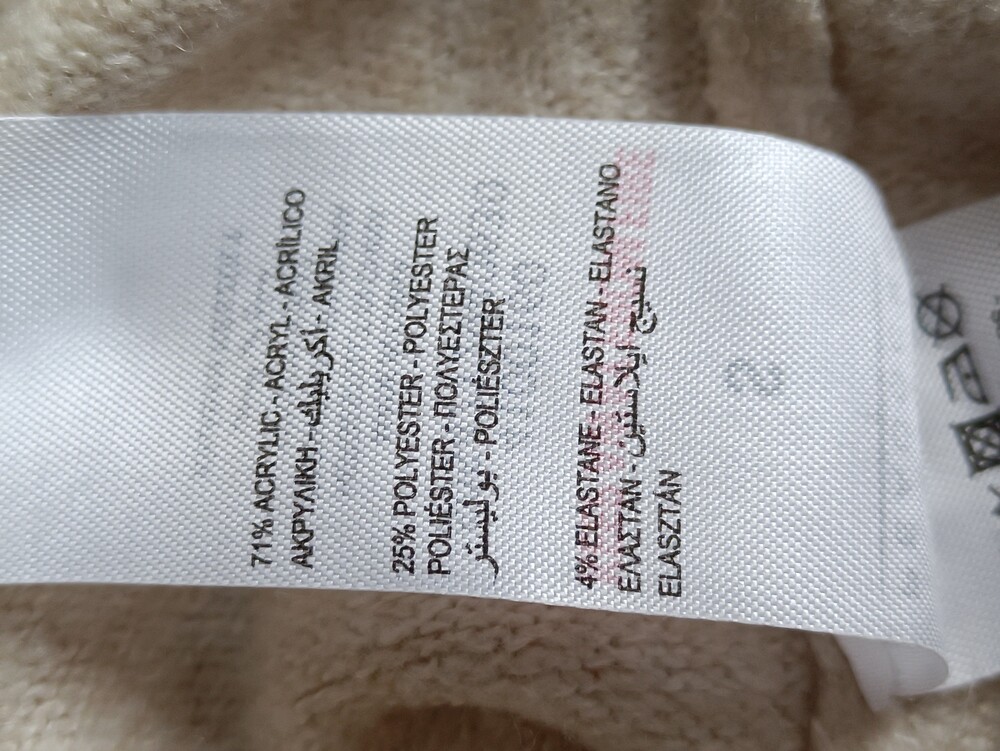 71% ACRYLIC - ACRYL - ACRÍLICO
ΑΚΡΥΛΙΚΗ - أكريليك - AKRIL
25% POLYESTER - POLYESTER
POLIÉSTER - ΠΟΛΥΕΣΤΕΡΑΣ
بوليستر - POLIÉSZTER
4% ELASTANE - ELASTAN - ELASTANO
ΕΛΑΣΤΑΝ - نسيج ايلاستين
ELASZTÁN